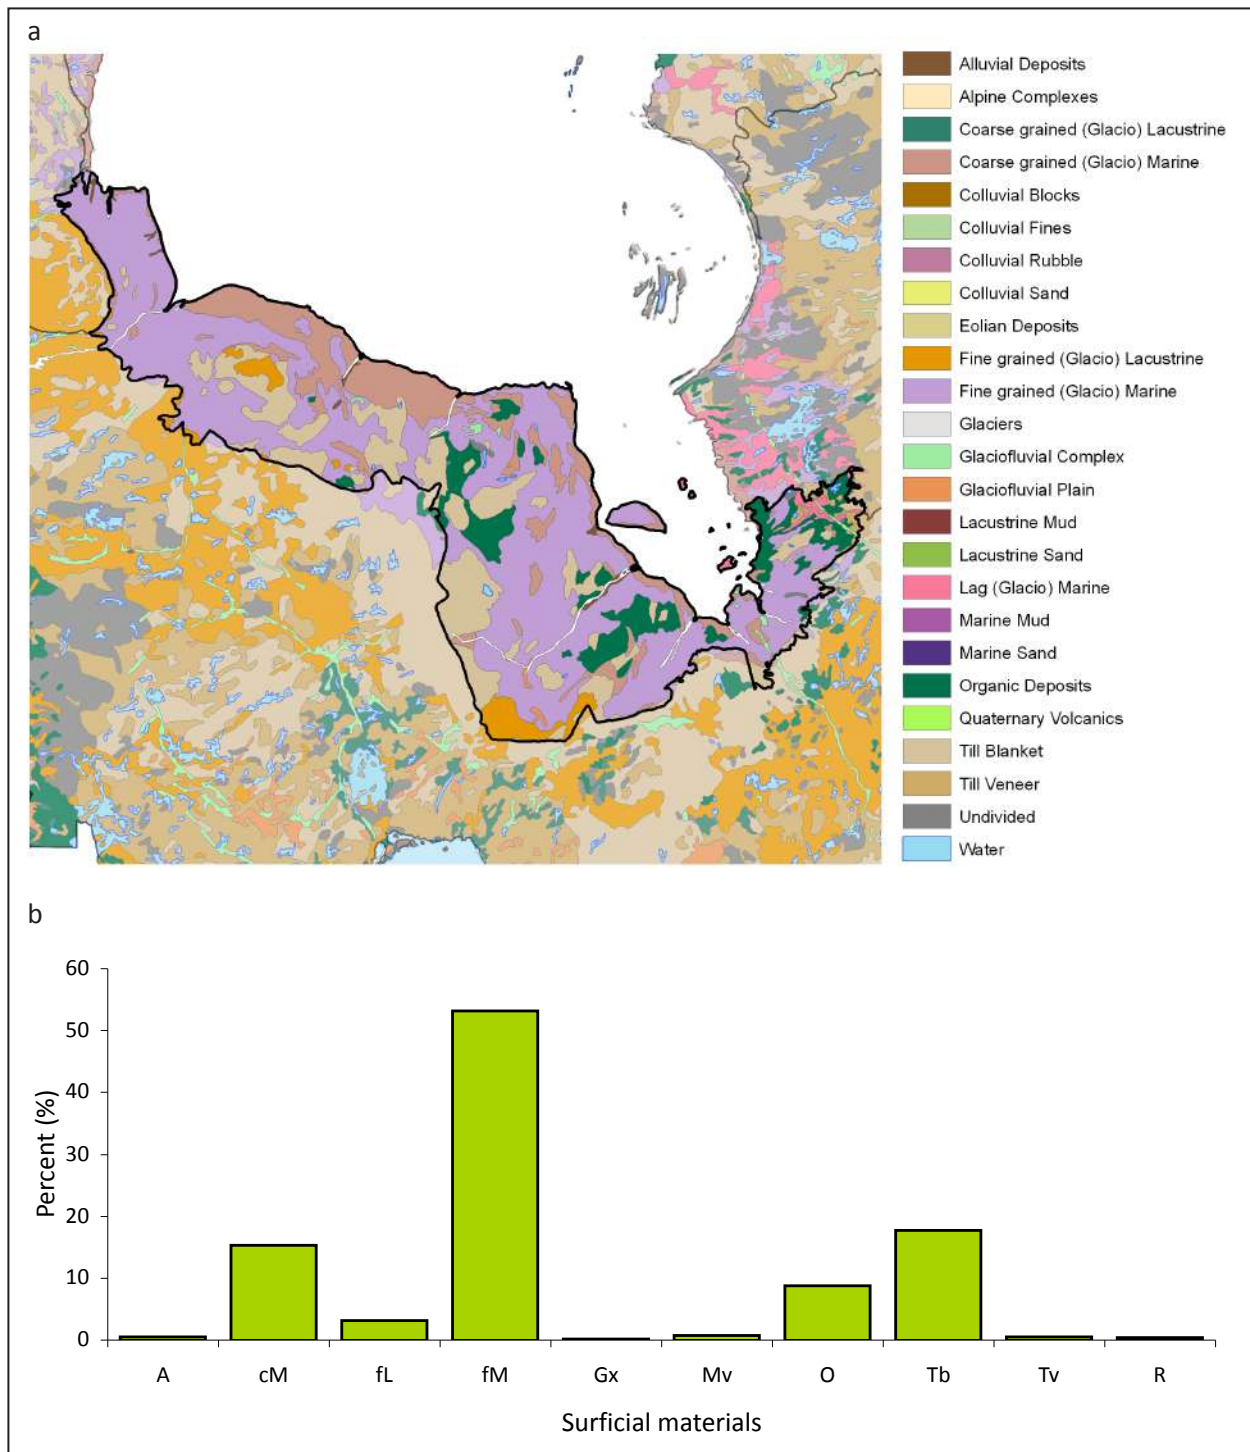 a
Alluvial Deposits
Alpine Complexes
Coarse grained (Glacio) Lacustrine
Coarse grained (Glacio) Marine
Colluvial Blocks
Colluvial Fines
Colluvial Rubble
Colluvial Sand
Eolian Deposits
Fine grained (Glacio) Lacustrine
Fine grained (Glacio) Marine
Glaciers
Glaciofluvial Complex
Glaciofluvial Plain
Lacustrine Mud
Lacustrine Sand
Lag (Glacio) Marine
Marine Mud
Marine Sand
Organic Deposits
Quaternary Volcanics
Till Blanket
Till Veneer
Undivided
Water
b
60
50
40
30
20
10
0
Percent (%)
A cM fL fM Gx Mv O Tb Tv R
Surficial materials